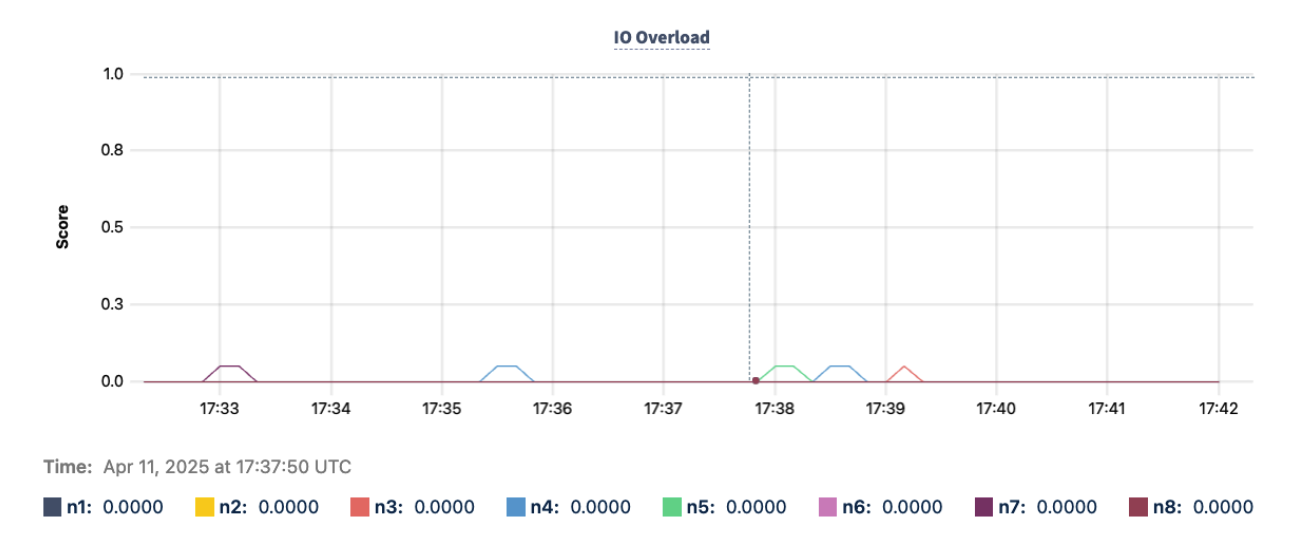 IO Overload
1.0
0.8
0.5
0.3
0.0
Score
17:33 17:34 17:35 17:36 17:37 17:38 17:39 17:40 17:41 17:42
Time: Apr 11, 2025 at 17:37:50 UTC
n1: 0.0000 n2: 0.0000 n3: 0.0000 n4: 0.0000 n5: 0.0000 n6: 0.0000 n7: 0.0000 n8: 0.0000